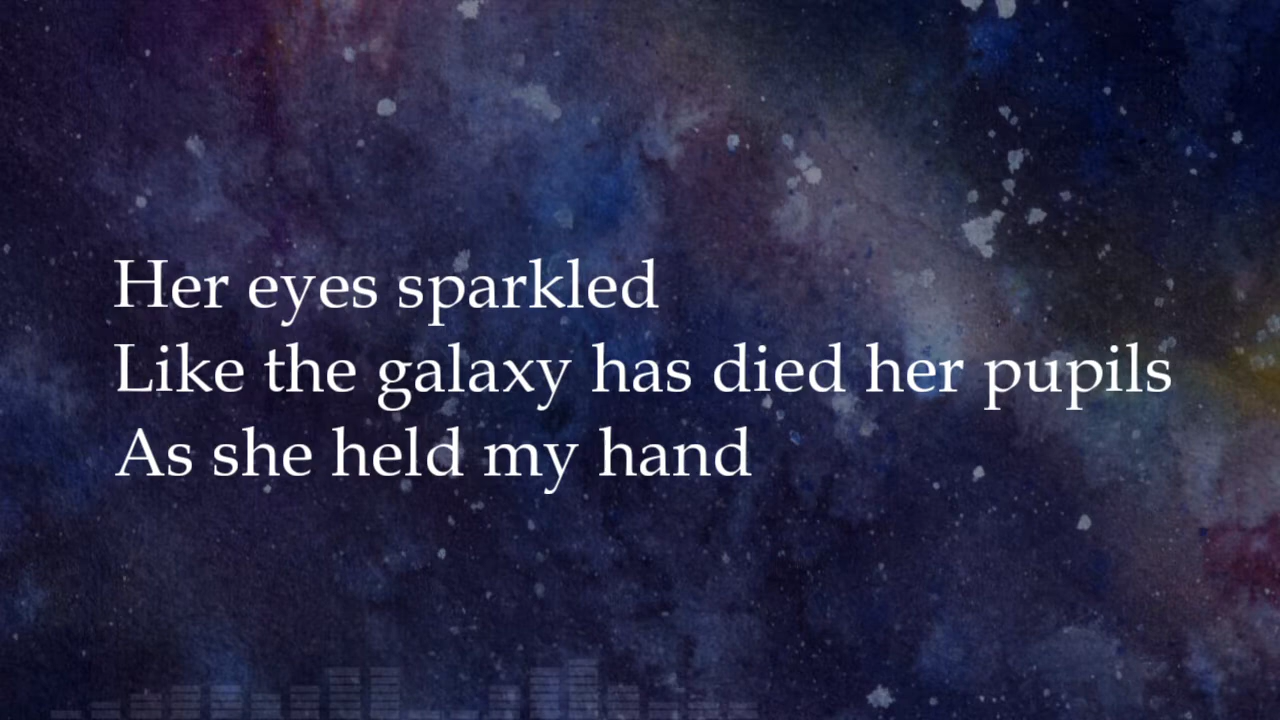 Her eyes sparkled
Like the galaxy has died her pupils
As she held my hand